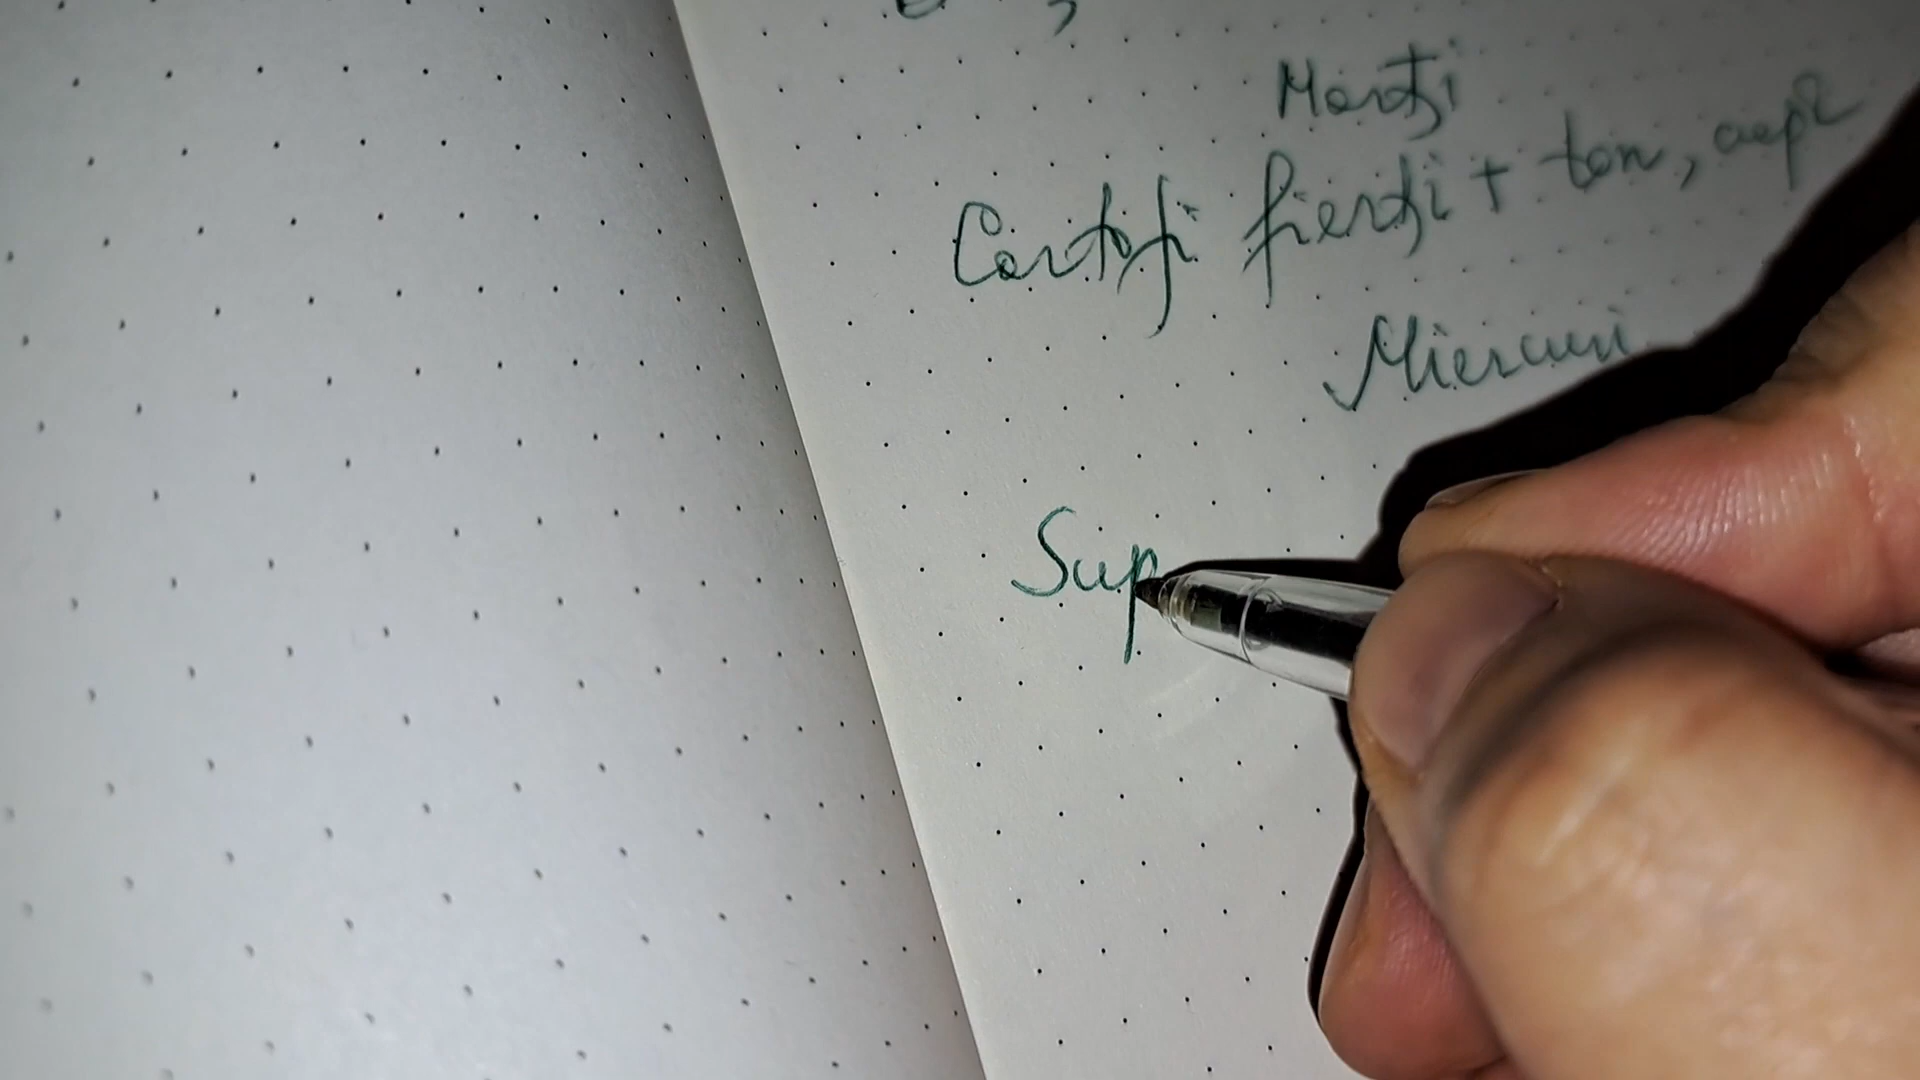 Marți
Cartofi fierți + ton, ceapă
Miercuri
Sup